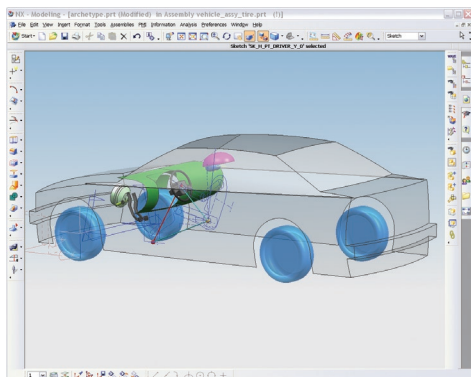 NX - Modeling - [archetype.prt (Modified) in Assembly vehicle_assy_tire.prt (!)]
File Edit View Insert Format Tools Assemblies PMI Information Analysis Preferences Window Help
Start Sketch
Sketch 'SK_H_PT_DRIVER_Y_0' selected
1